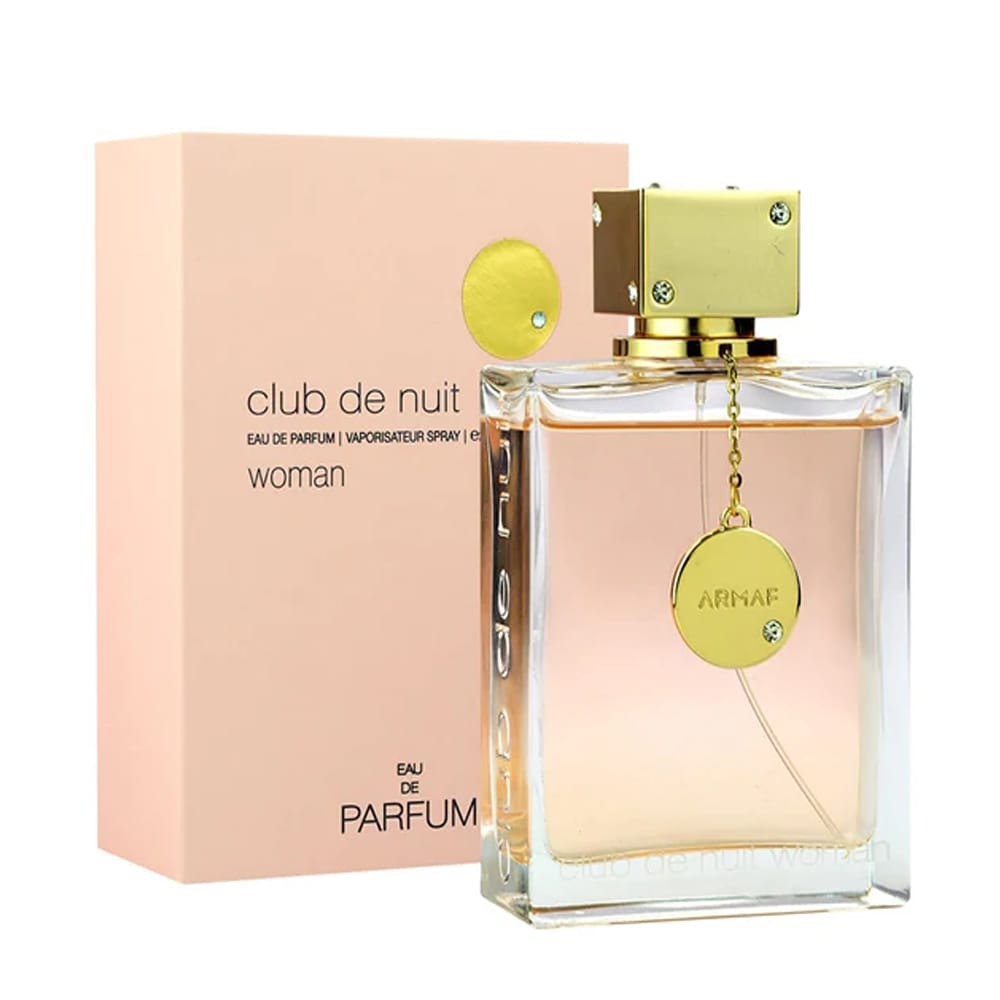 club de nuit
EAU DE PARFUM | VAPORISATEUR SPRAY |
woman
EAU
DE
PARFUM
club de nui
ARMAF
club de nuit woman